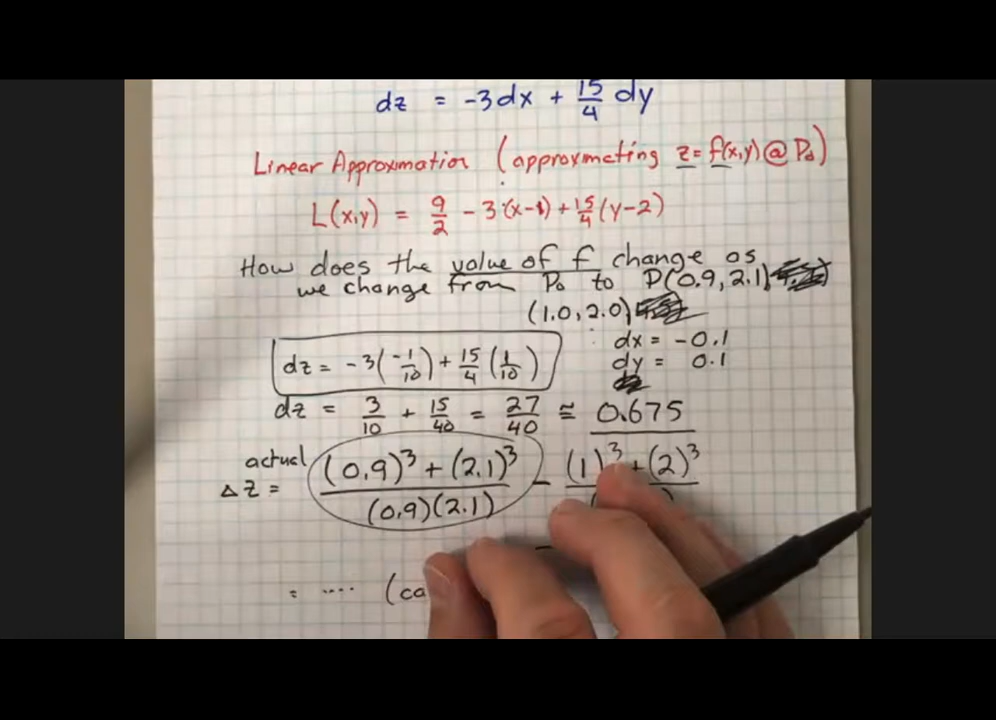 dz = -3dx + 15/4 dy
Linear Approximation (approximating z = f(x,y) @ P₀)
L(x,y) = 9/2 - 3(x-1) + 15/4 (y-2)
How does the value of f change as
we change from P₀ to P(0.9, 2.1)
(1.0, 2.0)
dx = -0.1
dy = 0.1
dz = -3(-1/10) + 15/4 (1/10)
dz = 3/10 + 15/40 = 27/40 ≅ 0.675
actual
Δz = (0.9)³ + (2.1)³ / (0.9)(2.1) - (1)³ + (2)³
= .... (ca